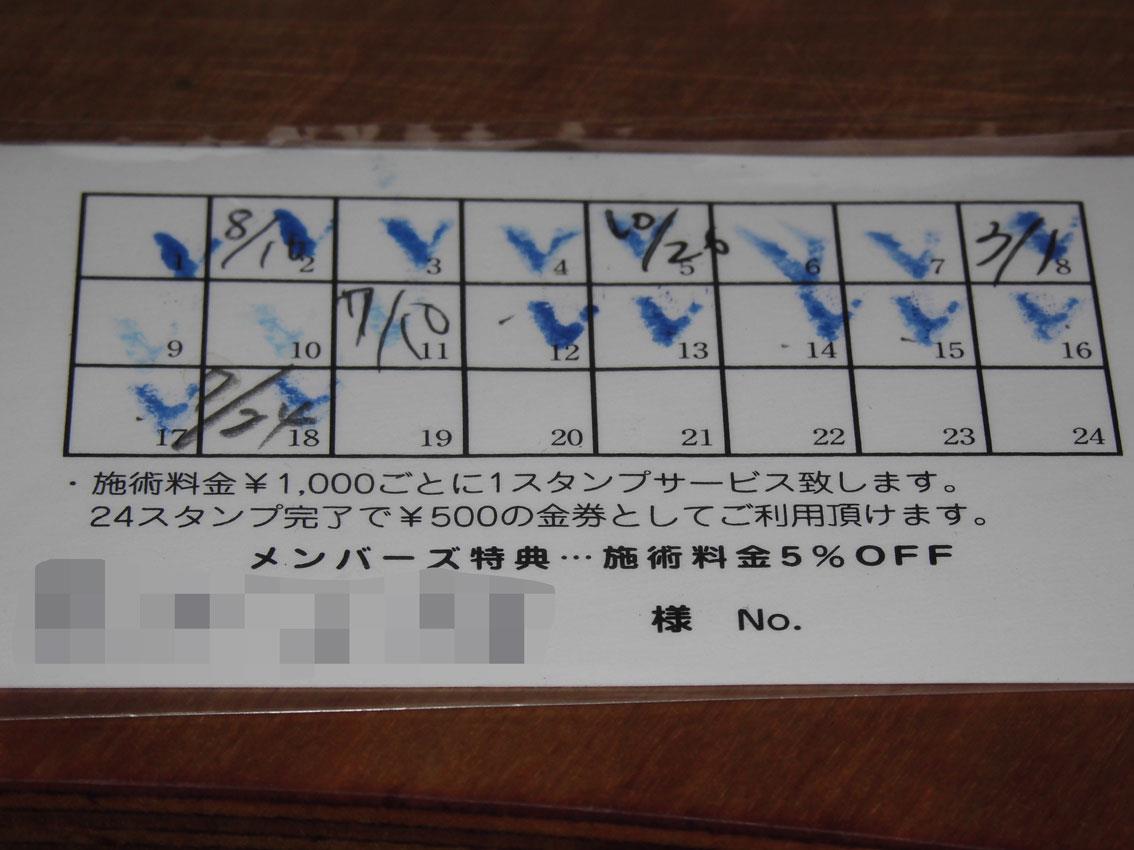 1 8/10 2 3 4 10/26 5 6 7 3/1 8
9 10 7/10 11 12 13 14 15 16
17 7/24 18 19 20 21 22 23 24
・施術料金¥1,000ごとに1スタンプサービス致します。
24スタンプ完了で¥500の金券としてご利用頂けます。
メンバーズ特典…施術料金5%OFF
様 No.